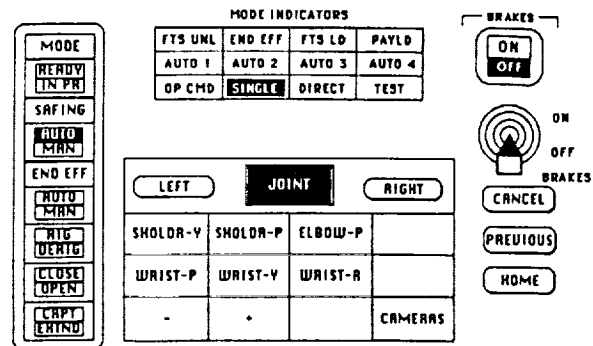 MODE INDICATORS
FTS UNL END EFF FTS LD PAYLD
AUTO 1 AUTO 2 AUTO 3 AUTO 4
OP CMD SINGLE DIRECT TEST
BRAKES
ON
OFF
MODE
READY
IN PR
SAFING
AUTO
MAN
END EFF
AUTO
MAN
RIG
DERIG
CLOSE
OPEN
CAPT
EXTND
LEFT JOINT RIGHT
SHOLDR-Y SHOLDR-P ELBOW-P
WRIST-P WRIST-Y WRIST-R
- + CAMERAS
ON
OFF
BRAKES
CANCEL
PREVIOUS
HOME